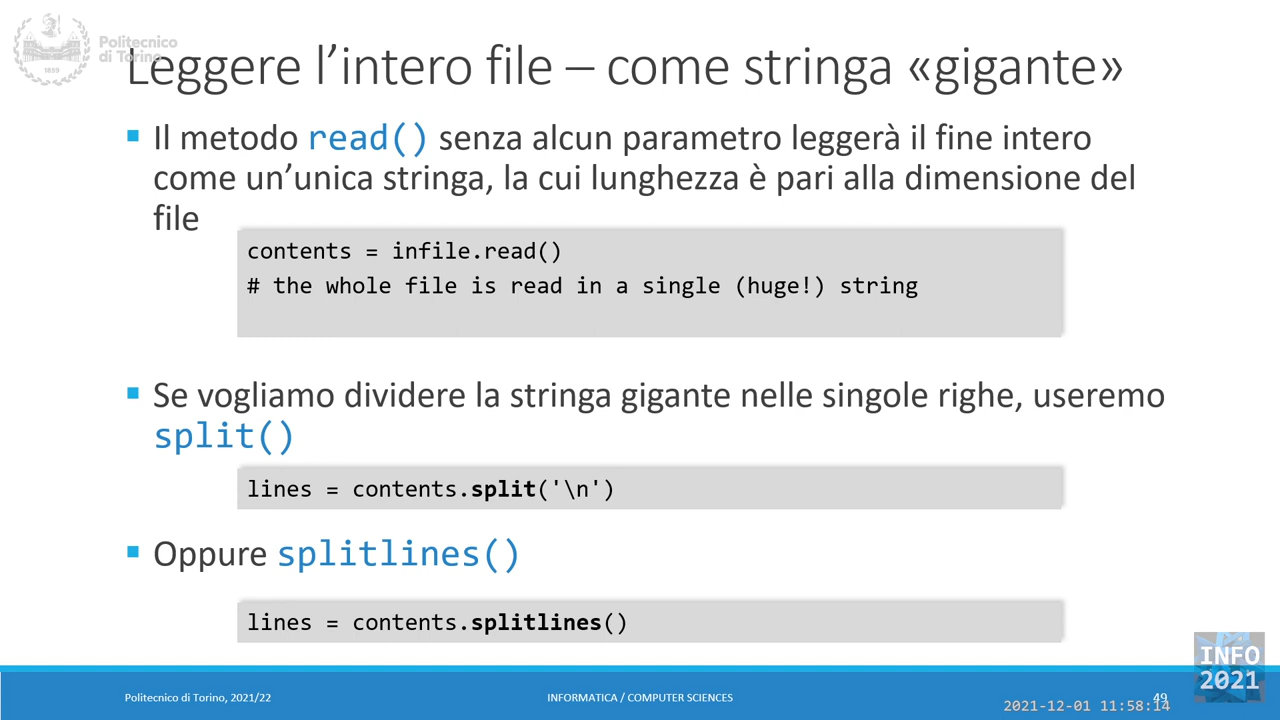 Politecnico
di Torino
1859
Leggere l'intero file – come stringa «gigante»
Il metodo read() senza alcun parametro leggerà il fine intero
come un'unica stringa, la cui lunghezza è pari alla dimensione del
file
contents = infile.read()
# the whole file is read in a single (huge!) string
Se vogliamo dividere la stringa gigante nelle singole righe, useremo
split()
lines = contents.split('\n')
Oppure splitlines()
lines = contents.splitlines()
INFO
2021
Politecnico di Torino, 2021/22
INFORMATICA / COMPUTER SCIENCES
49
2021-12-01 11:58:14